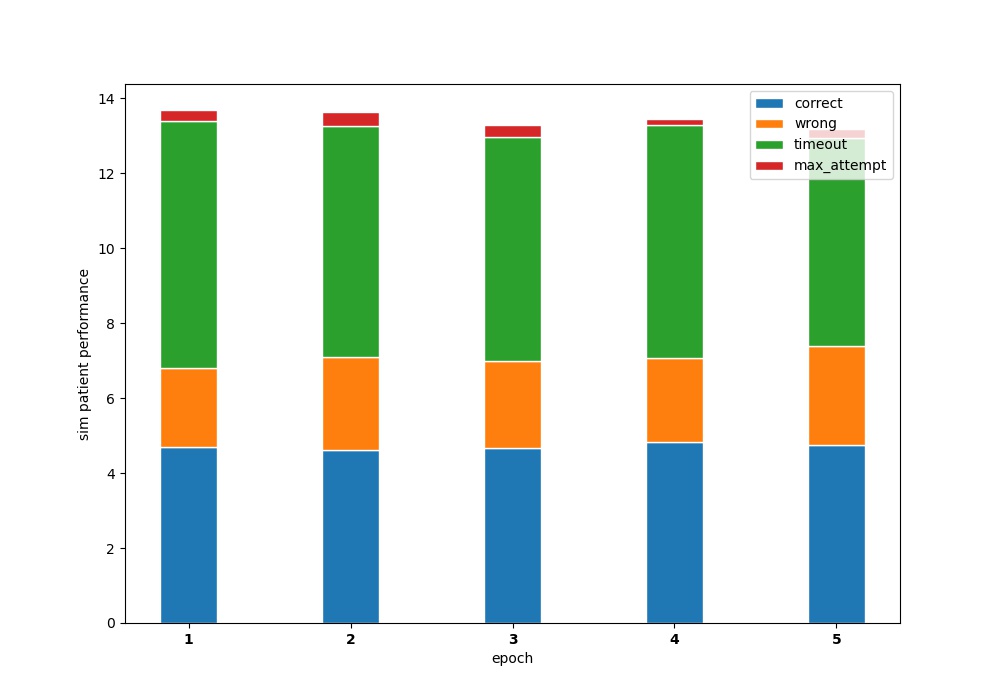 14
12
10
8
6
4
2
0
sim patient performance
correct
wrong
timeout
max_attempt
1 2 3 4 5
epoch